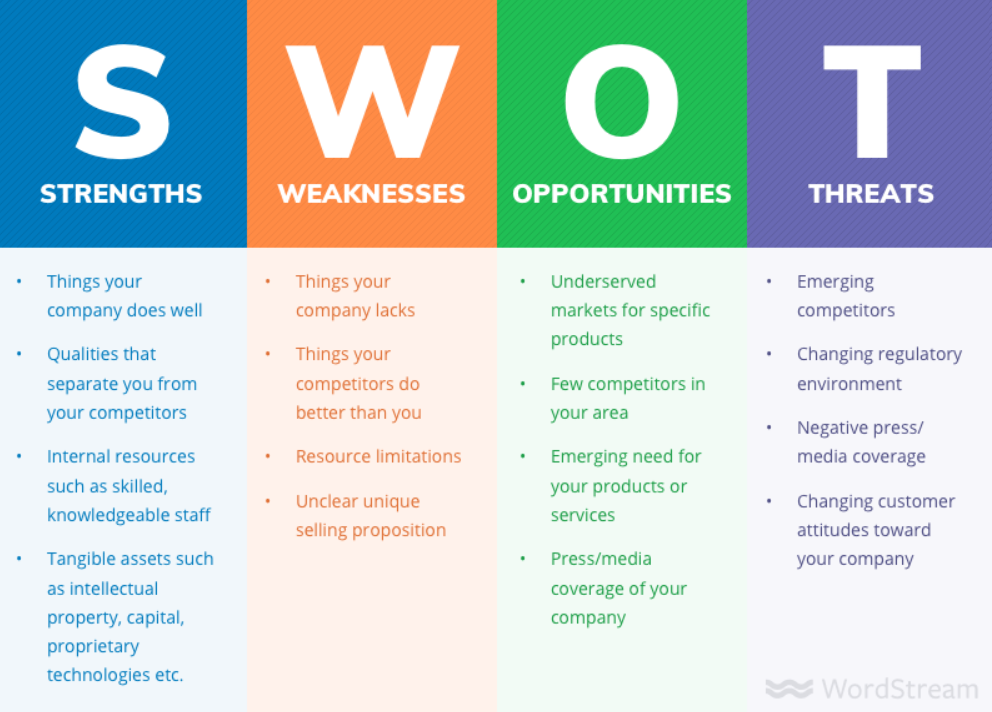 S
STRENGTHS
• Things your
company does well
• Qualities that
separate you from
your competitors
• Internal resources
such as skilled,
knowledgeable staff
• Tangible assets such
as intellectual
property, capital,
proprietary
technologies etc.
W
WEAKNESSES
• Things your
company lacks
• Things your
competitors do
better than you
• Resource limitations
• Unclear unique
selling proposition
O
OPPORTUNITIES
• Underserved
markets for specific
products
• Few competitors in
your area
• Emerging need for
your products or
services
• Press/media
coverage of your
company
T
THREATS
• Emerging
competitors
• Changing regulatory
environment
• Negative press/
media coverage
• Changing customer
attitudes toward
your company
WordStream